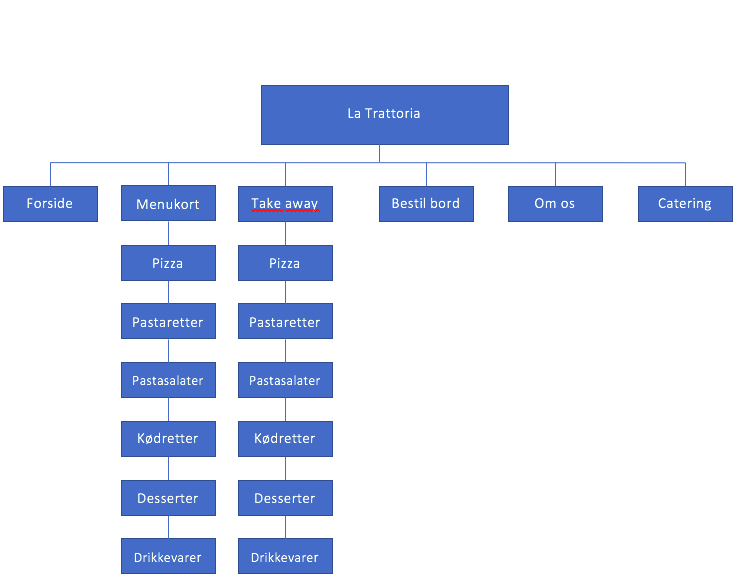 La Trattoria
Forside
Menukort
Take away
Bestil bord
Om os
Catering
Pizza
Pizza
Pastaretter
Pastaretter
Pastasalater
Pastasalater
Kødretter
Kødretter
Desserter
Desserter
Drikkevarer
Drikkevarer